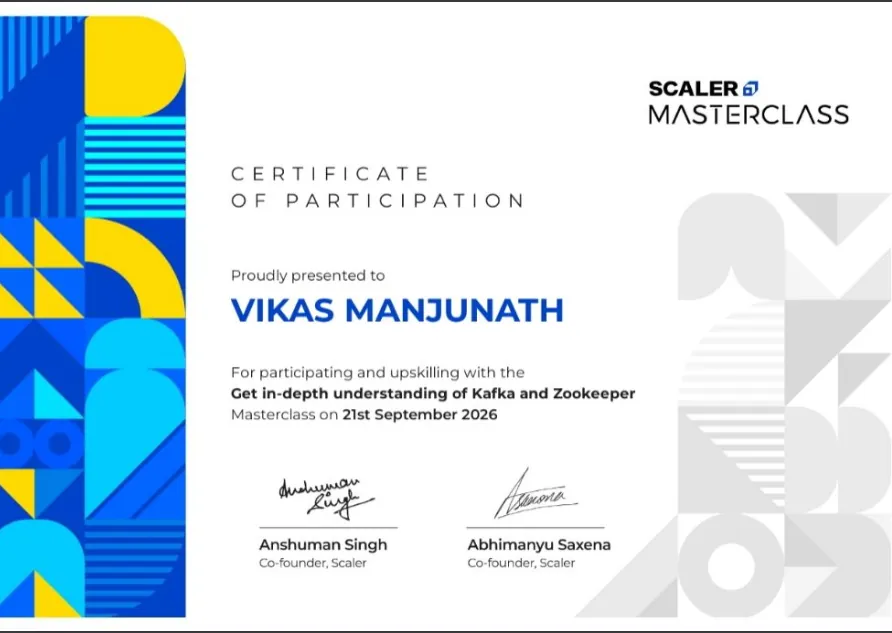 SCALER
MASTERCLASS
CERTIFICATE
OF PARTICIPATION
Proudly presented to
VIKAS MANJUNATH
For participating and upskilling with the
Get in-depth understanding of Kafka and Zookeeper
Masterclass on 21st September 2026
Anshuman Singh
Asaxena
Anshuman Singh
Co-founder, Scaler
Abhimanyu Saxena
Co-founder, Scaler